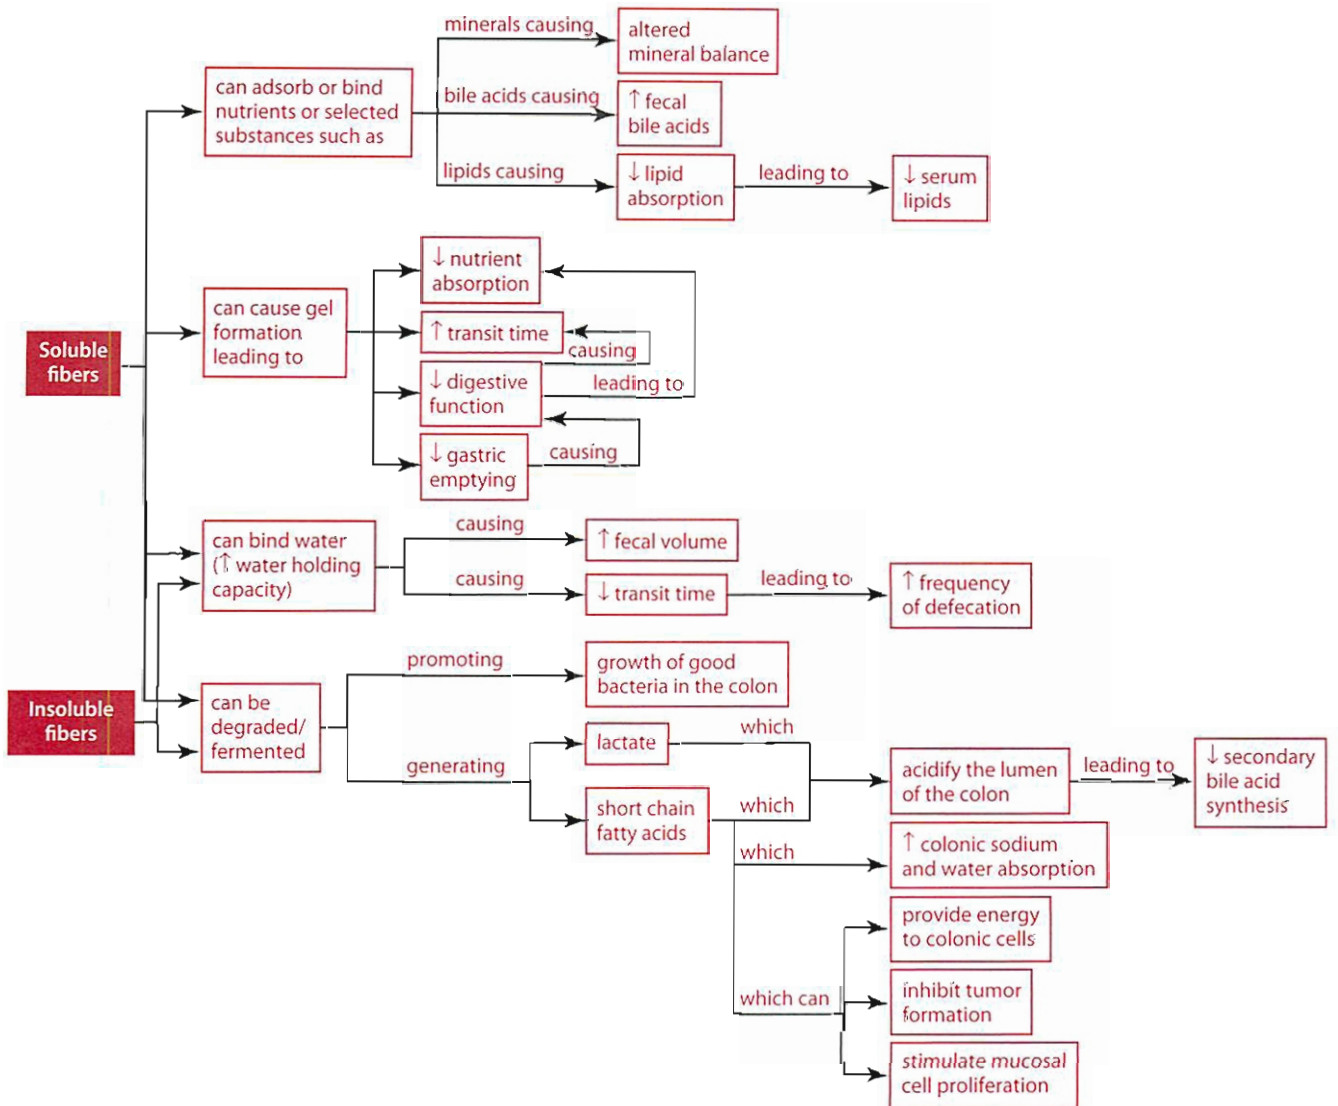 minerals causing
altered
mineral balance
can adsorb or bind
nutrients or selected
substances such as
bile acids causing
↑ fecal
bile acids
lipids causing
↓ lipid
absorption
leading to
↓ serum
lipids
Soluble
fibers
can cause gel
formation
leading to
↓ nutrient
absorption
↑ transit time
causing
↓ digestive
function
leading to
↓ gastric
emptying
causing
can bind water
(↑ water holding
capacity)
causing
↑ fecal volume
causing
↓ transit time
leading to
↑ frequency
of defecation
Insoluble
fibers
can be
degraded/
fermented
promoting
growth of good
bacteria in the colon
generating
lactate
which
short chain
fatty acids
which
acidify the lumen
of the colon
leading to
↓ secondary
bile acid
synthesis
which
↑ colonic sodium
and water absorption
which can
provide energy
to colonic cells
inhibit tumor
formation
stimulate mucosal
cell proliferation